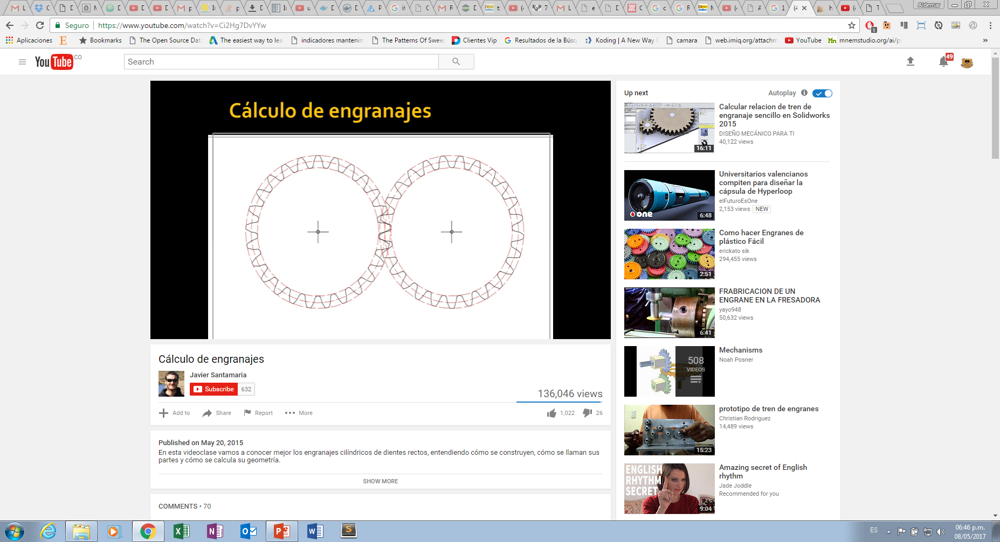 Aldemar
Seguro
https://www.youtube.com/watch?v=Ci2Hg7DvYYw
5
Aplicaciones
Bookmarks
The Open Source Dat
The easiest way to lea
indicadores mantenim
The Patterns Of Sweep
Clientes Vip
Resultados de la Búsq
Koding | A New Way
camara
web.imiq.org/attachm
YouTube
mnemstudio.org/ai/p
»
YouTube CO
Search
49
Cálculo de engranajes
Cálculo de engranajes
Javier Santamaria
Subscribe 632
136,046 views
Add to
Share
Report
More
1,022
26
Published on May 20, 2015
En esta videoclase vamos a conocer mejor los engranajes cilíndricos de dientes rectos, entendiendo cómo se construyen, cómo se llaman sus
partes y cómo se calcula su geometría.
SHOW MORE
COMMENTS • 70
Up next
Autoplay
Calcular relacion de tren de
engranaje sencillo en Solidworks
2015
DISEÑO MECÁNICO PARA TI
40,122 views
16:11
Universitarios valencianos
compiten para diseñar la
cápsula de Hyperloop
elFuturoEsOne
2,153 views NEW
one
6:48
Como hacer Engranes de
plástico Fácil
erickato sik
294,455 views
2:51
FRABRICACION DE UN
ENGRANE EN LA FRESADORA
yayo948
50,632 views
6:41
Mechanisms
Noah Posner
508
VIDEOS
prototipo de tren de engranes
Christian Rodriguez
14,489 views
15:23
Amazing secret of English
rhythm
Jade Joddle
Recommended for you
ENGLISH
RHYTHM
SECRET
9:04
ES
06:46 p.m.
08/05/2017